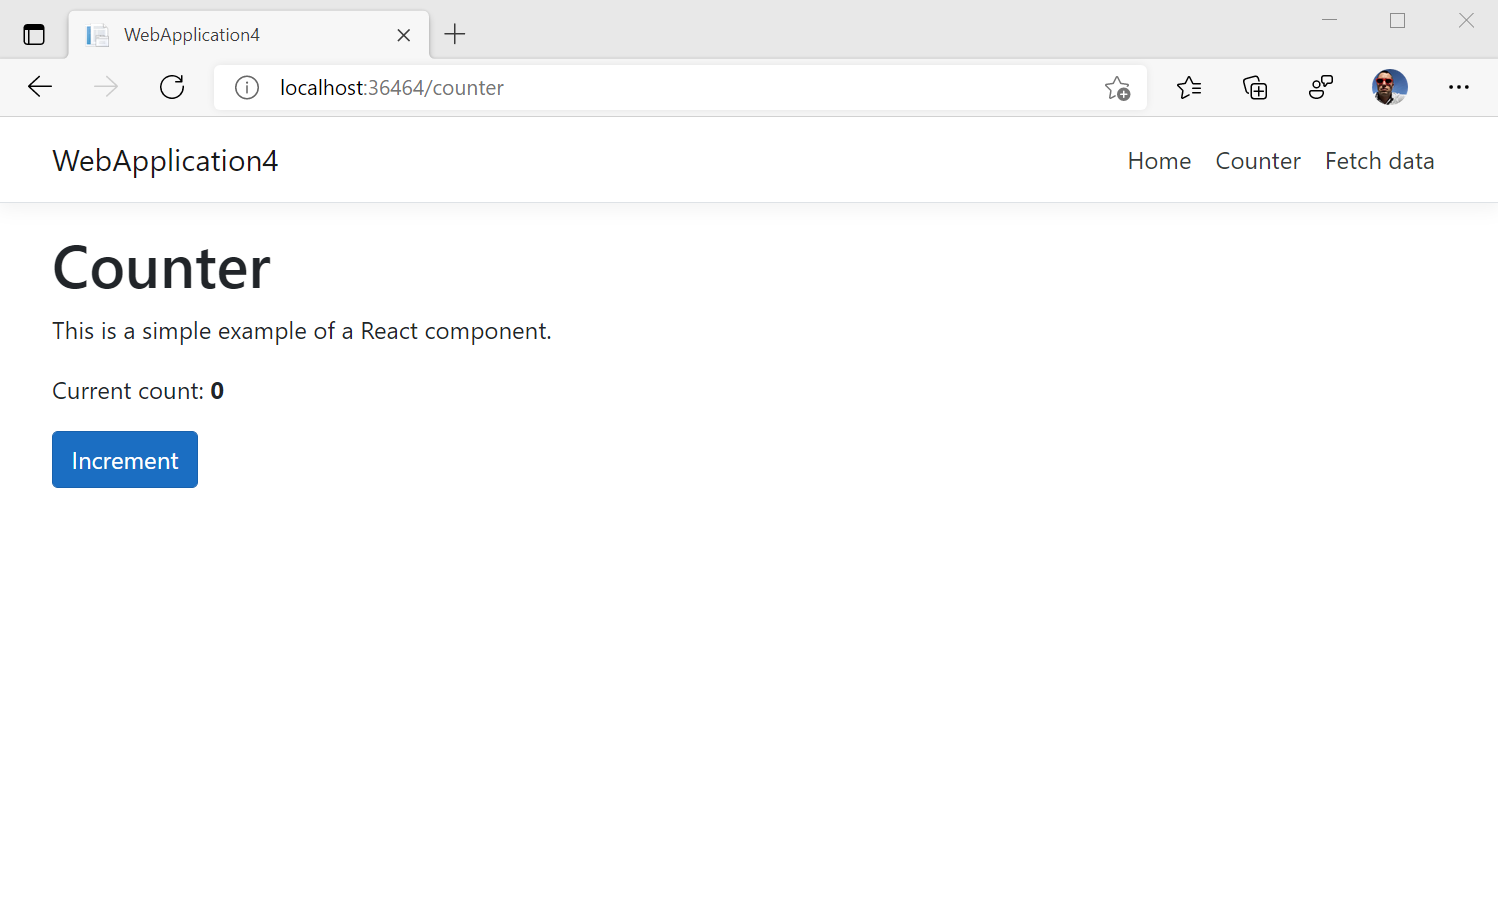 WebApplication4
localhost:36464/counter
WebApplication4
Home Counter Fetch data
Counter
This is a simple example of a React component.
Current count: 0
Increment